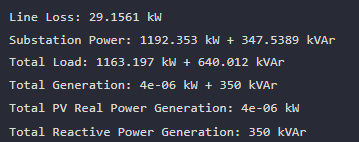 Line Loss: 29.1561 kW
Substation Power: 1192.353 kW + 347.5389 kVAr
Total Load: 1163.197 kW + 640.012 kVAr
Total Generation: 4e-06 kW + 350 kVAr
Total PV Real Power Generation: 4e-06 kW
Total Reactive Power Generation: 350 kVAr